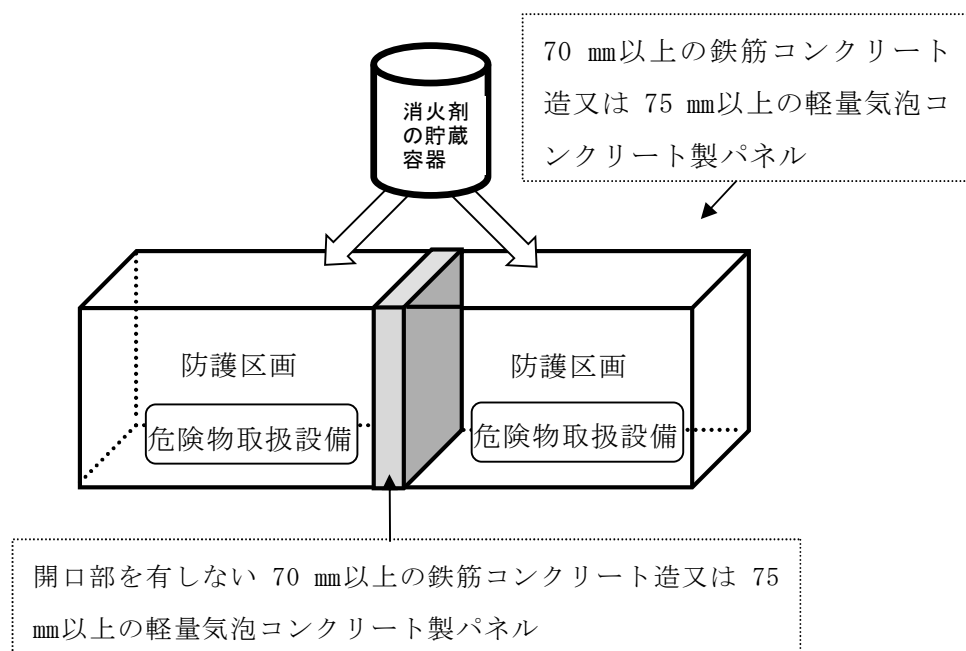 70 ㎜以上の鉄筋コンクリート
造又は 75 ㎜以上の軽量気泡コ
ンクリート製パネル
消火剤
の貯蔵
容器
防護区画
防護区画
危険物取扱設備
危険物取扱設備
開口部を有しない 70 ㎜以上の鉄筋コンクリート造又は 75
㎜以上の軽量気泡コンクリート製パネル